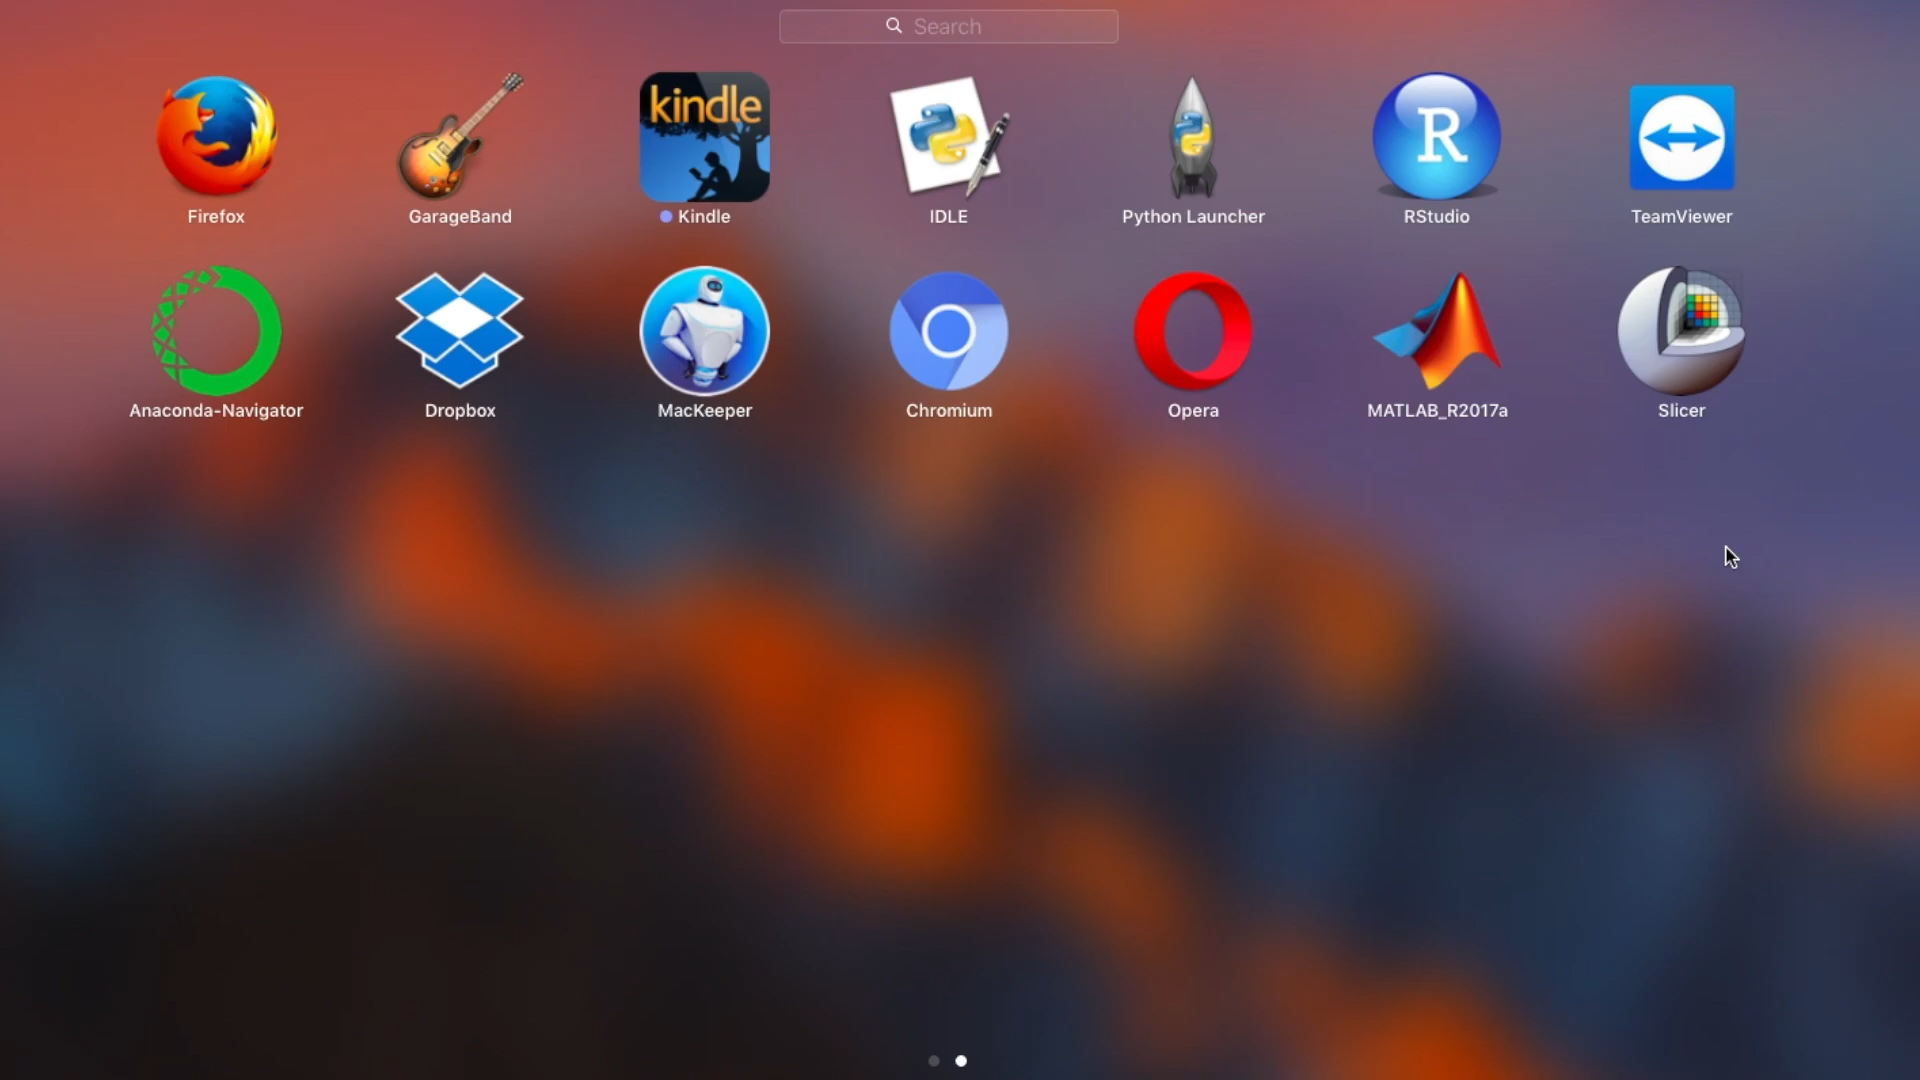 Search
kindle
R
Firefox
GarageBand
Kindle
IDLE
Python Launcher
RStudio
TeamViewer
Anaconda-Navigator
Dropbox
MacKeeper
Chromium
Opera
MATLAB_R2017a
Slicer